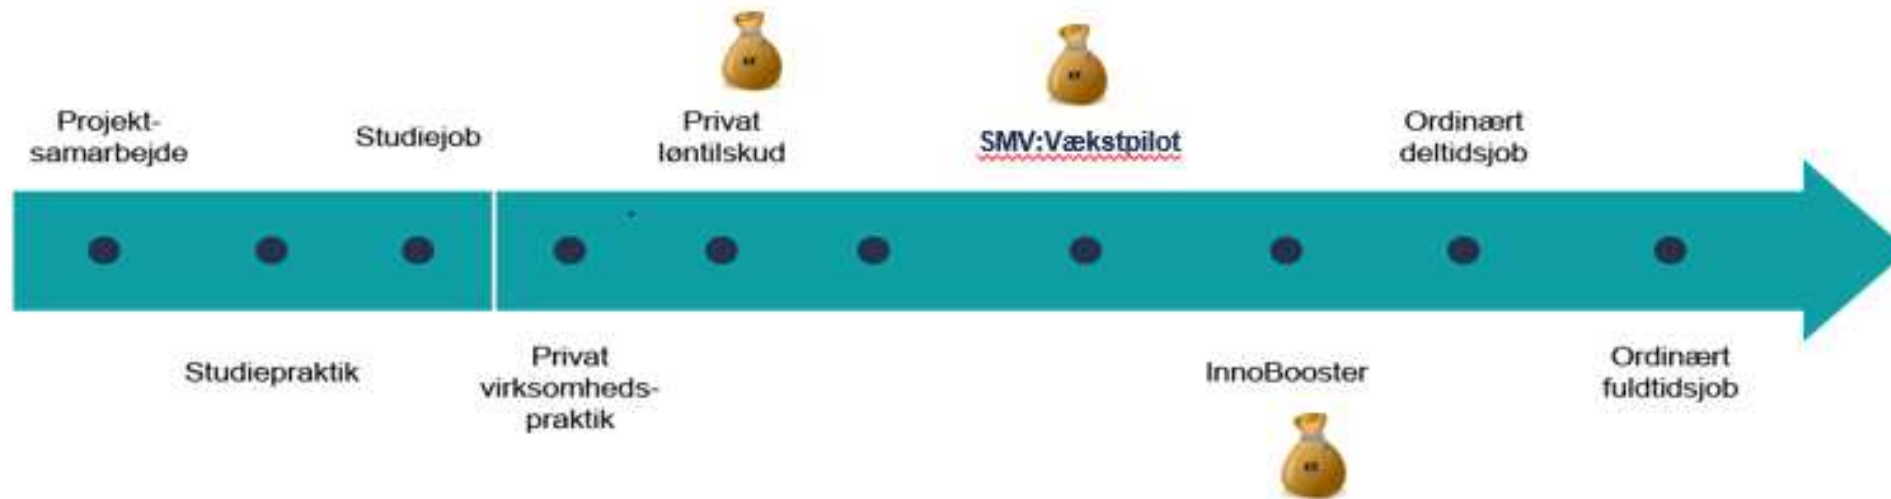 Projekt-
samarbejde
Studiejob
Privat
løntilskud
SMV:Vækstpilot
Ordinært
deltidsjob
Studiepraktik
Privat
virksomheds-
praktik
InnoBooster
Ordinært
fuldtidsjob